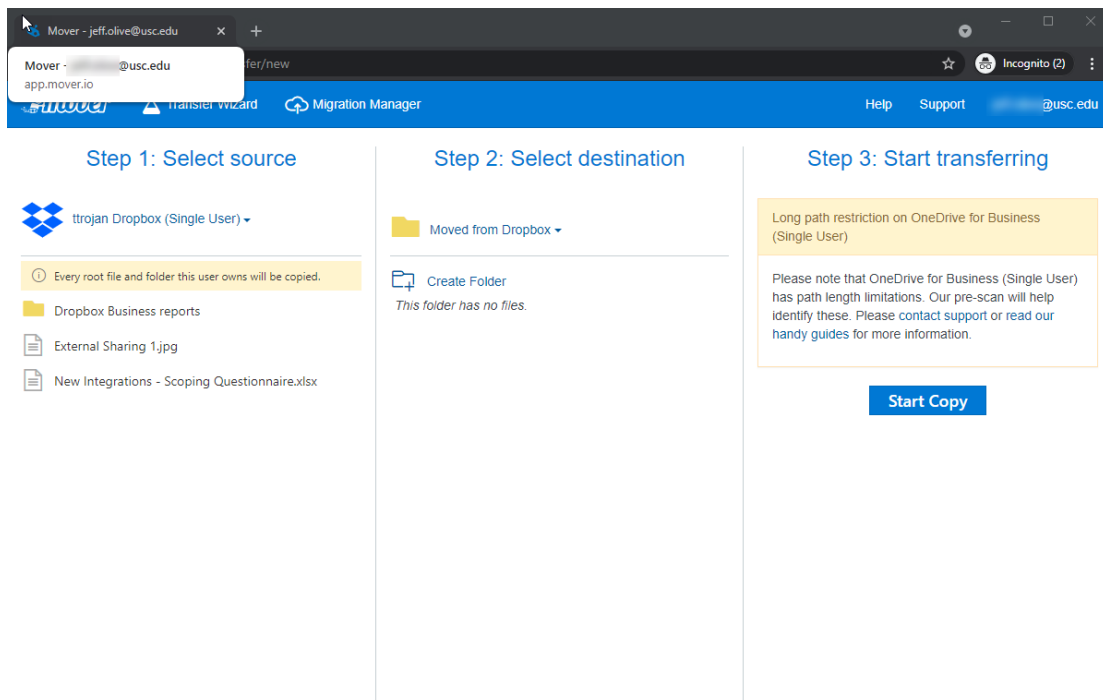 Mover - jeff.olive@usc.edu
Incognito (2)
Mover - @usc.edu
fer/new
app.mover.io
mover
Transfer Wizard
Migration Manager
Help
Support
@usc.edu
Step 1: Select source
Step 2: Select destination
Step 3: Start transferring
ttrojan Dropbox (Single User)
Every root file and folder this user owns will be copied.
Dropbox Business reports
External Sharing 1.jpg
New Integrations - Scoping Questionnaire.xlsx
Moved from Dropbox
Create Folder
This folder has no files.
Long path restriction on OneDrive for Business
(Single User)
Please note that OneDrive for Business (Single User)
has path length limitations. Our pre-scan will help
identify these. Please contact support or read our
handy guides for more information.
Start Copy